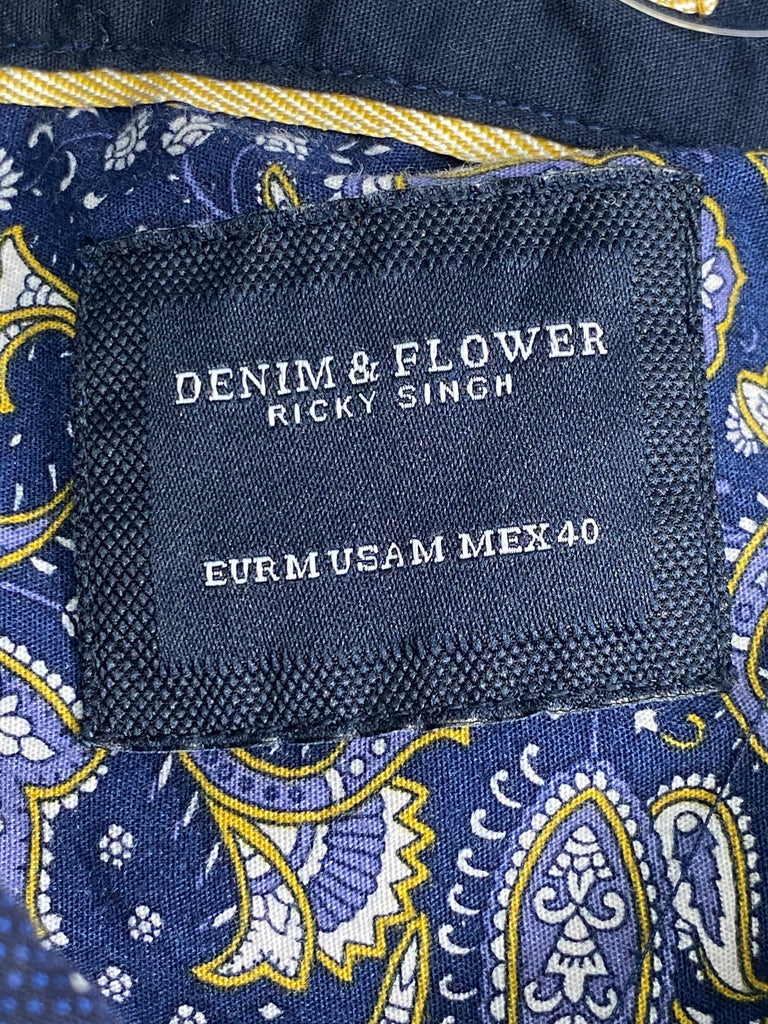 DENIM & FLOWER
RICKY SINGH
EUR M USA M MEX 40